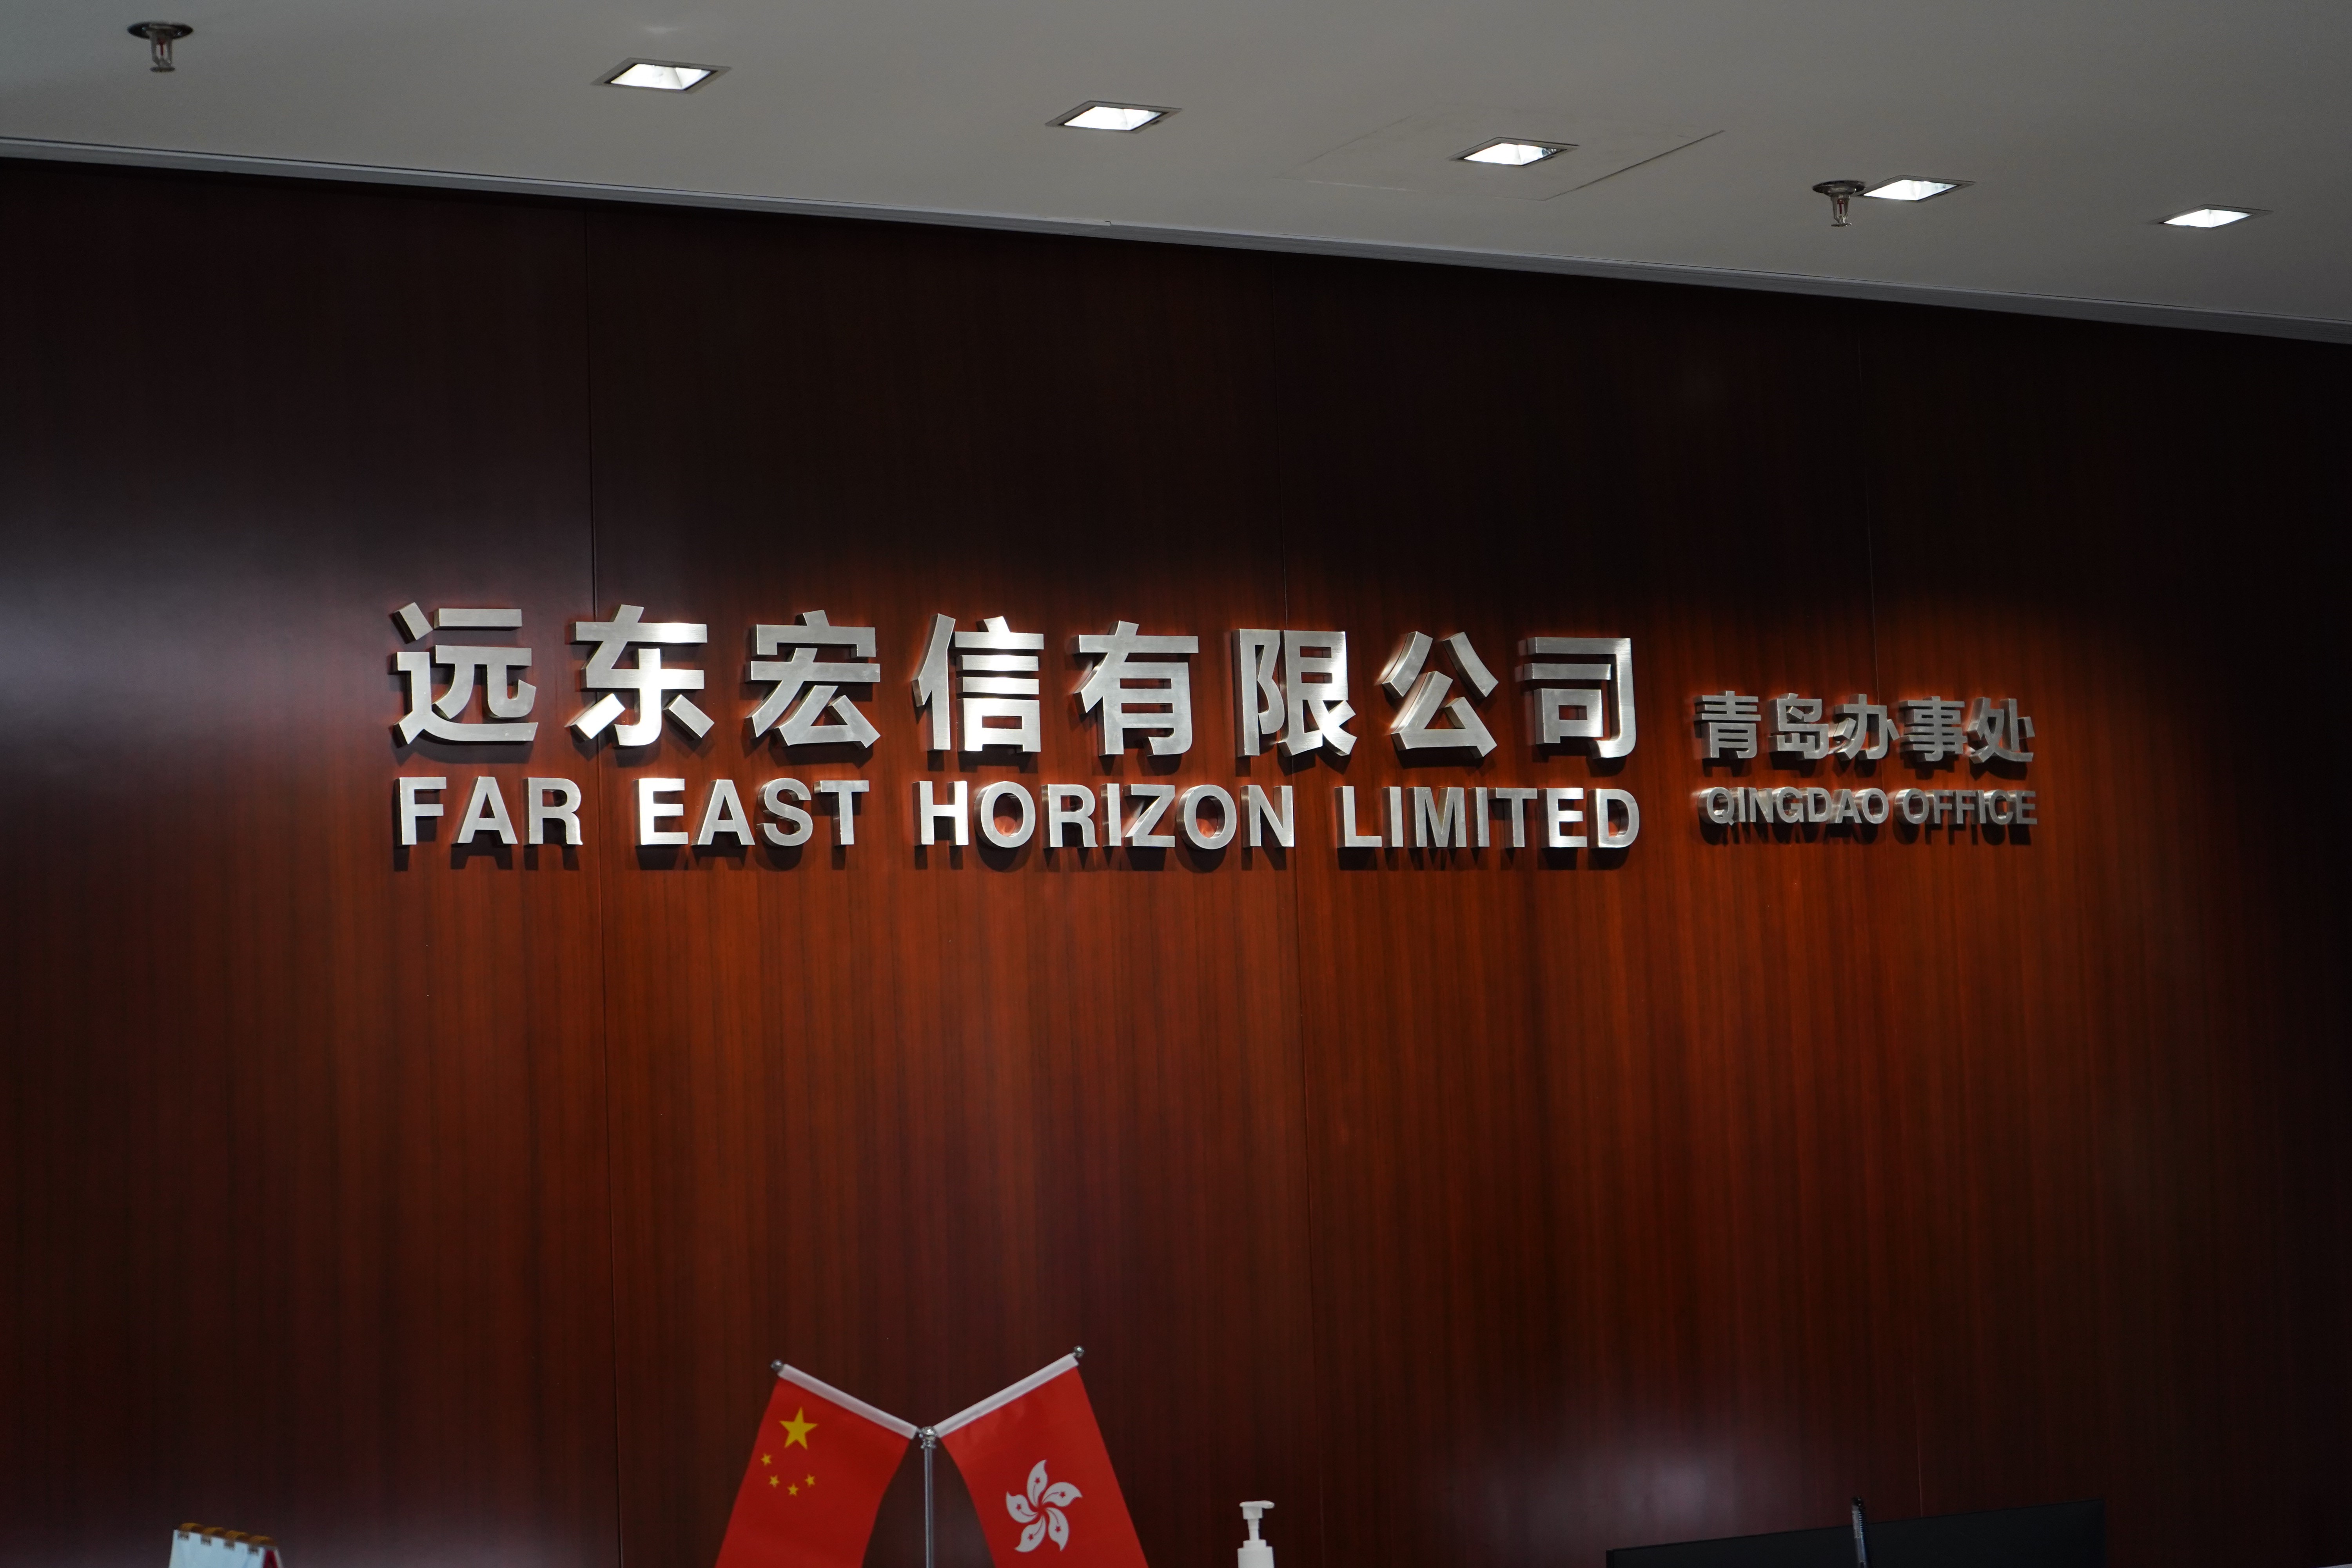 远东宏信有限公司
FAR EAST HORIZON LIMITED
青岛办事处
QINGDAO OFFICE